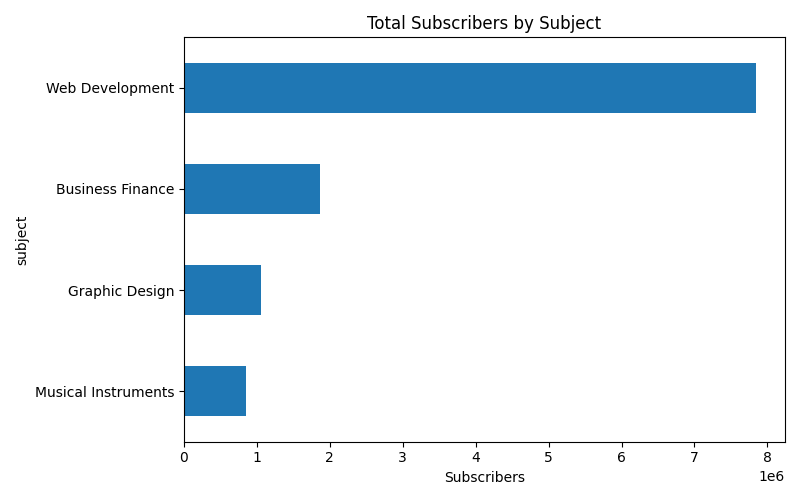 Total Subscribers by Subject
Web Development
Business Finance
Graphic Design
Musical Instruments
subject
0 1 2 3 4 5 6 7 8
1e6
Subscribers